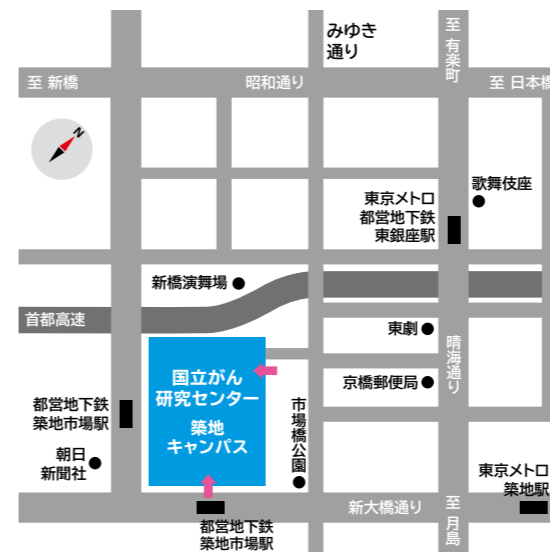 みゆき
通り
至 有楽町
至 新橋
昭和通り
至 日本橋
N
歌舞伎座
東京メトロ
都営地下鉄
東銀座駅
新橋演舞場
首都高速
東劇
晴海通り
国立がん
研究センター
築地
キャンパス
京橋郵便局
都営地下鉄
築地市場駅
市場橋公園
朝日
新聞社
東京メトロ
築地駅
新大橋通り
至 月島
都営地下鉄
築地市場駅